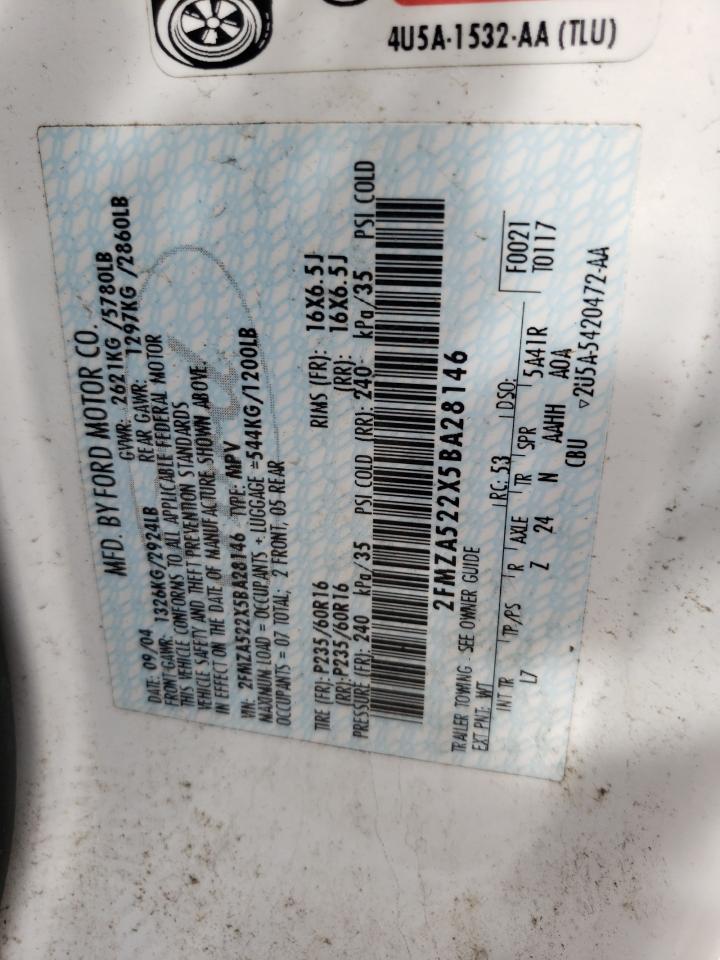 4U5A-1532-AA (TLU)
MFD. BY FORD MOTOR CO.
DATE: 09/04 GVWR: 2621KG /5780LB
FRONT GAWR: 1326KG/2924LB REAR GAWR: 1297KG /2860LB
THIS VEHICLE CONFORMS TO ALL APPLICABLE FEDERAL MOTOR
VEHICLE SAFETY AND THEFT PREVENTION STANDARDS
IN EFFECT ON THE DATE OF MANUFACTURE SHOWN ABOVE.
VIN: 2FMZA522X5BA28146 TYPE: MPV
MAXIMUM LOAD = OCCUPANTS + LUGGAGE =544KG/1200LB
OCCUPANTS = 07 TOTAL; 2 FRONT, 05 REAR
TIRE (FR): P235/60R16 RIMS (FR): 16X6.5J
(RR): P235/60R16 (RR): 16X6.5J
PRESSURE (FR): 240 kPa/35 PSI COLD (RR): 240 kPa/35 PSI COLD
2FMZA522X5BA28146
TRAILER TOWING - SEE OWNER GUIDE
EXT PNT: WT RC: 53 DSO: F0021
T0117
INT TR TP/PS R AXLE TR SPR 5A41R
L7 Z 24 N AAHH A0A
CBU ▽2U5A-5420472-AA